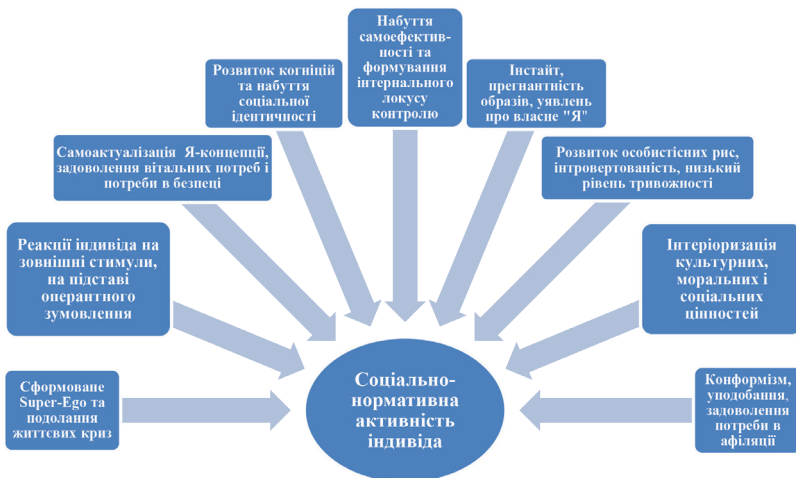 Набуття
самоефектив-
ності та
формування
інтернального
локусу
контролю
Розвиток когніцій
та набуття
соціальної
ідентичності
Інстайт,
прегнантність
образів, уявлень
про власне "Я"
Самоактуалізація Я-концепції,
задоволення вітальних потреб і
потреби в безпеці
Розвиток особистісних рис,
інтровертованість, низький
рівень тривожності
Реакції індивіда на
зовнішні стимули,
на підставі
оперантного
зумовлення
Інтеріоризація
культурних,
моральних і
соціальних
цінностей
Сформоване
Super-Ego та
подолання
життєвих криз
Соціально-
нормативна
активність
індивіда
Конформізм,
уподобання,
задоволення
потреби в
афіляції